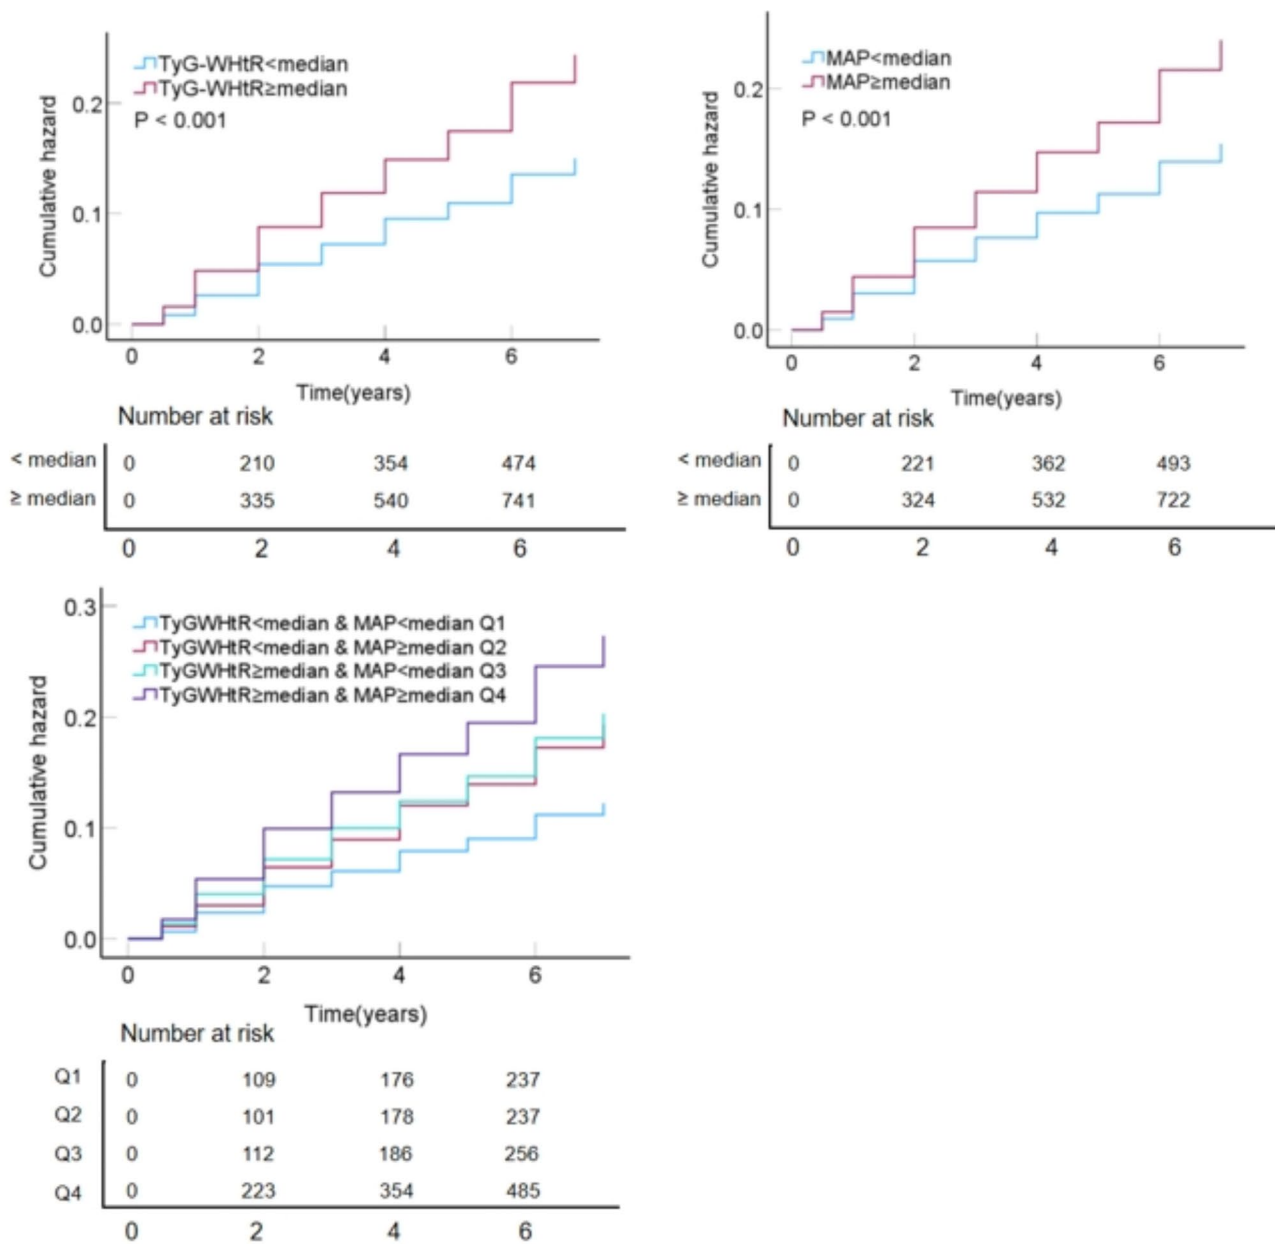 TyG-WHtR<median
TyG-WHtR≥median
P < 0.001
Cumulative hazard
0.2
0.1
0.0
0 2 4 6
Time(years)
Number at risk
< median 0 210 354 474
≥ median 0 335 540 741
0 2 4 6
MAP<median
MAP≥median
P < 0.001
Cumulative hazard
0.2
0.1
0.0
0 2 4 6
Time(years)
Number at risk
< median 0 221 362 493
≥ median 0 324 532 722
0 2 4 6
TyGWHtR<median & MAP<median Q1
TyGWHtR<median & MAP≥median Q2
TyGWHtR≥median & MAP<median Q3
TyGWHtR≥median & MAP≥median Q4
Cumulative hazard
0.3
0.2
0.1
0.0
0 2 4 6
Time(years)
Number at risk
Q1 0 109 176 237
Q2 0 101 178 237
Q3 0 112 186 256
Q4 0 223 354 485
0 2 4 6